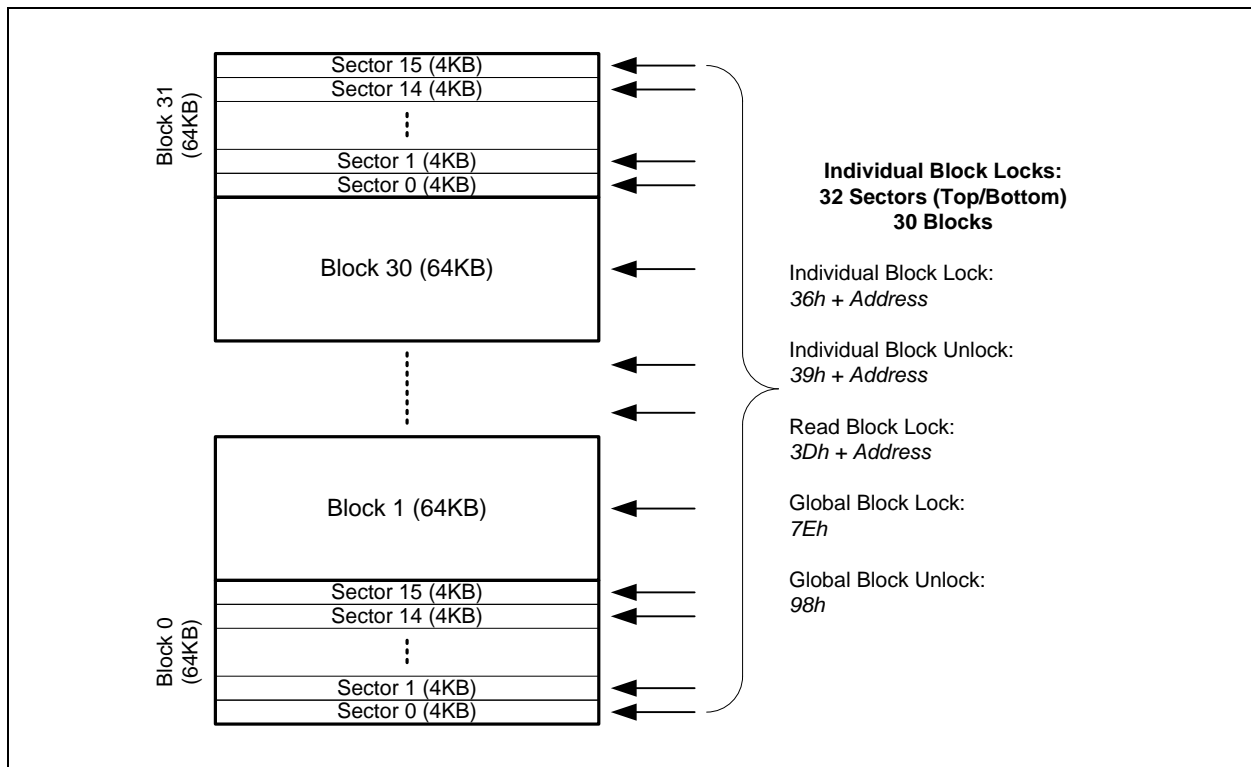 Block 31
(64KB)
Sector 15 (4KB)
Sector 14 (4KB)
Sector 1 (4KB)
Sector 0 (4KB)
Block 30 (64KB)
Block 1 (64KB)
Block 0
(64KB)
Sector 15 (4KB)
Sector 14 (4KB)
Sector 1 (4KB)
Sector 0 (4KB)
Individual Block Locks:
32 Sectors (Top/Bottom)
30 Blocks
Individual Block Lock:
36h + Address
Individual Block Unlock:
39h + Address
Read Block Lock:
3Dh + Address
Global Block Lock:
7Eh
Global Block Unlock:
98h